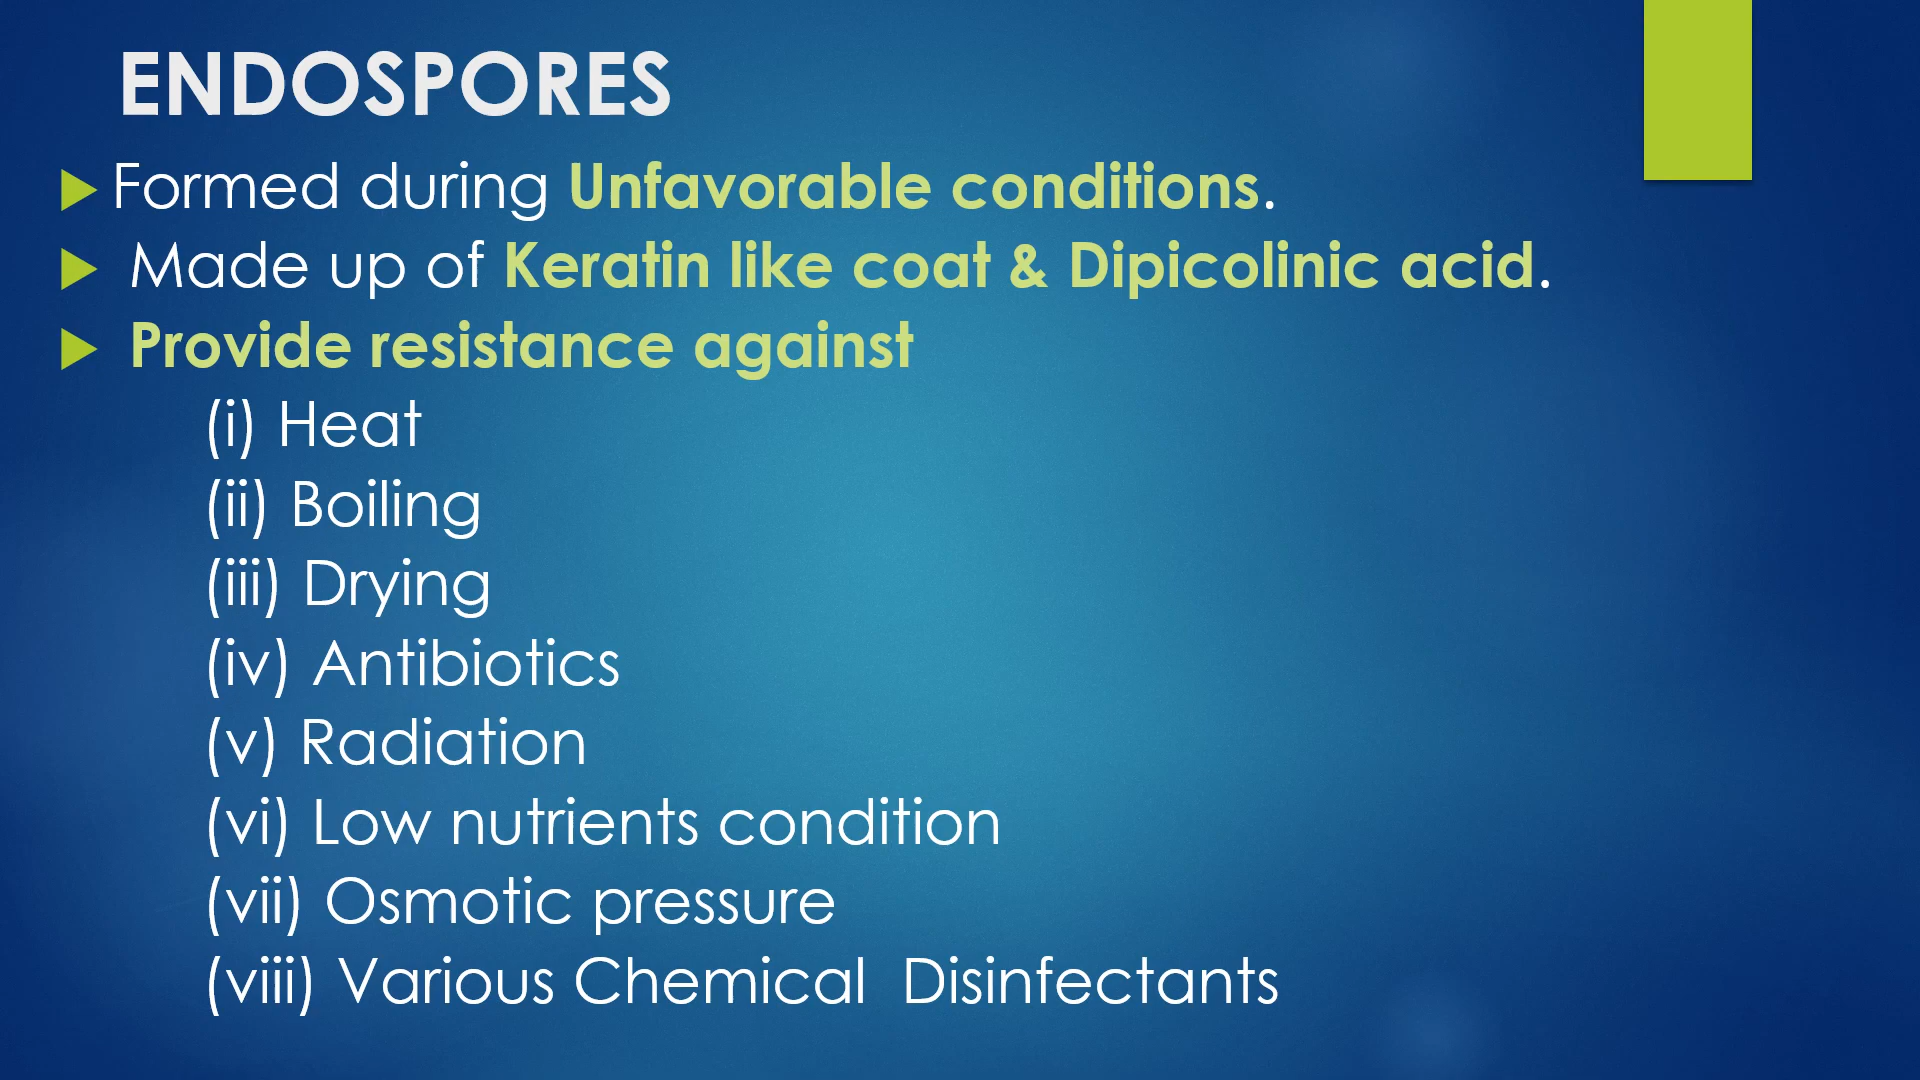 ENDOSPORES
Formed during Unfavorable conditions.
Made up of Keratin like coat & Dipicolinic acid.
Provide resistance against
(i) Heat
(ii) Boiling
(iii) Drying
(iv) Antibiotics
(v) Radiation
(vi) Low nutrients condition
(vii) Osmotic pressure
(viii) Various Chemical  Disinfectants